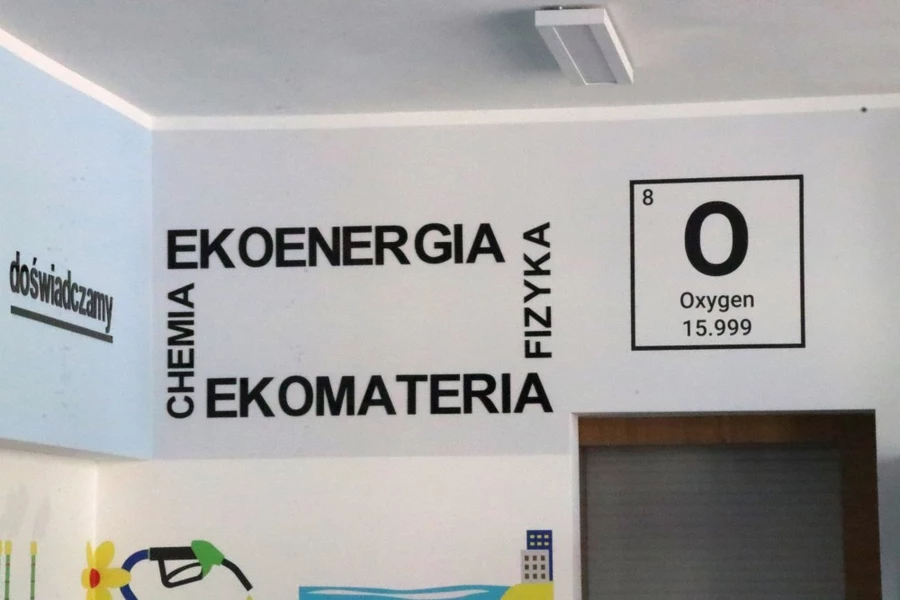 doświadczamy
EKOENERGIA
CHEMIA
FIZYKA
EKOMATERIA
8
O
Oxygen
15.999